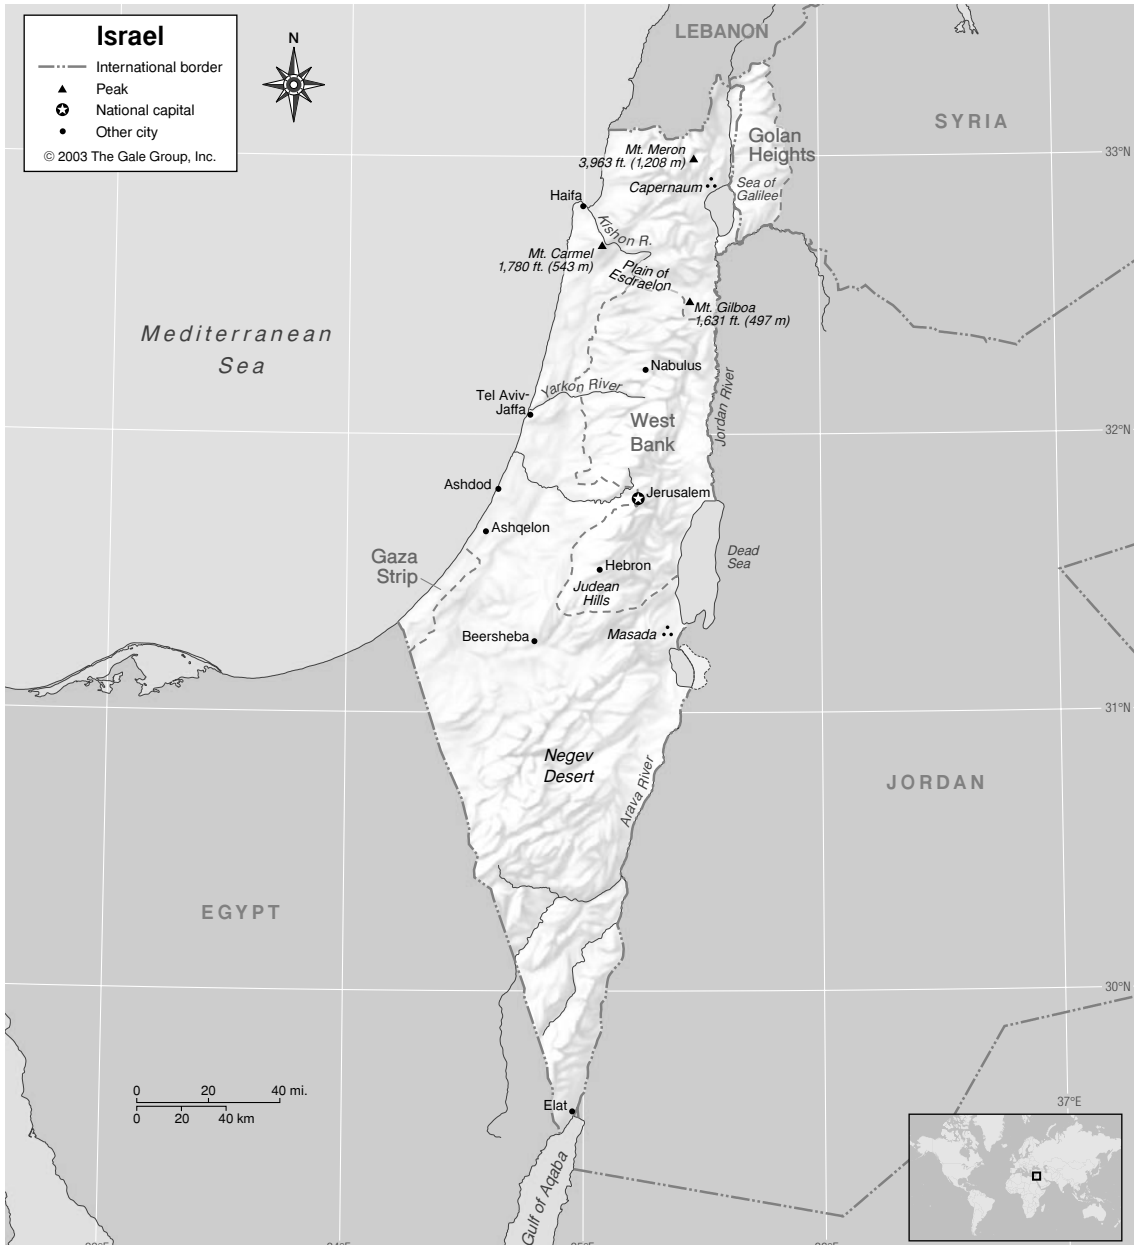 Israel
International border
Peak
National capital
Other city
© 2003 The Gale Group, Inc.
N
LEBANON
SYRIA
Golan
Heights
33°N
Mt. Meron
3,963 ft. (1,208 m)
Capernaum
Sea of
Galilee
Haifa
Kishon R.
Mt. Carmel
1,780 ft. (543 m)
Plain of
Esdraelon
Mt. Gilboa
1,631 ft. (497 m)
Mediterranean
Sea
Nabulus
Tel Aviv-
Jaffa
Yarkon River
Jordan River
West
Bank
32°N
Ashdod
Jerusalem
Ashqelon
Dead
Sea
Gaza
Strip
Hebron
Judean
Hills
Beersheba
Masada
31°N
Negev
Desert
Arava River
JORDAN
EGYPT
30°N
0 20 40 mi.
0 20 40 km
Elat
37°E
Gulf of Aqaba